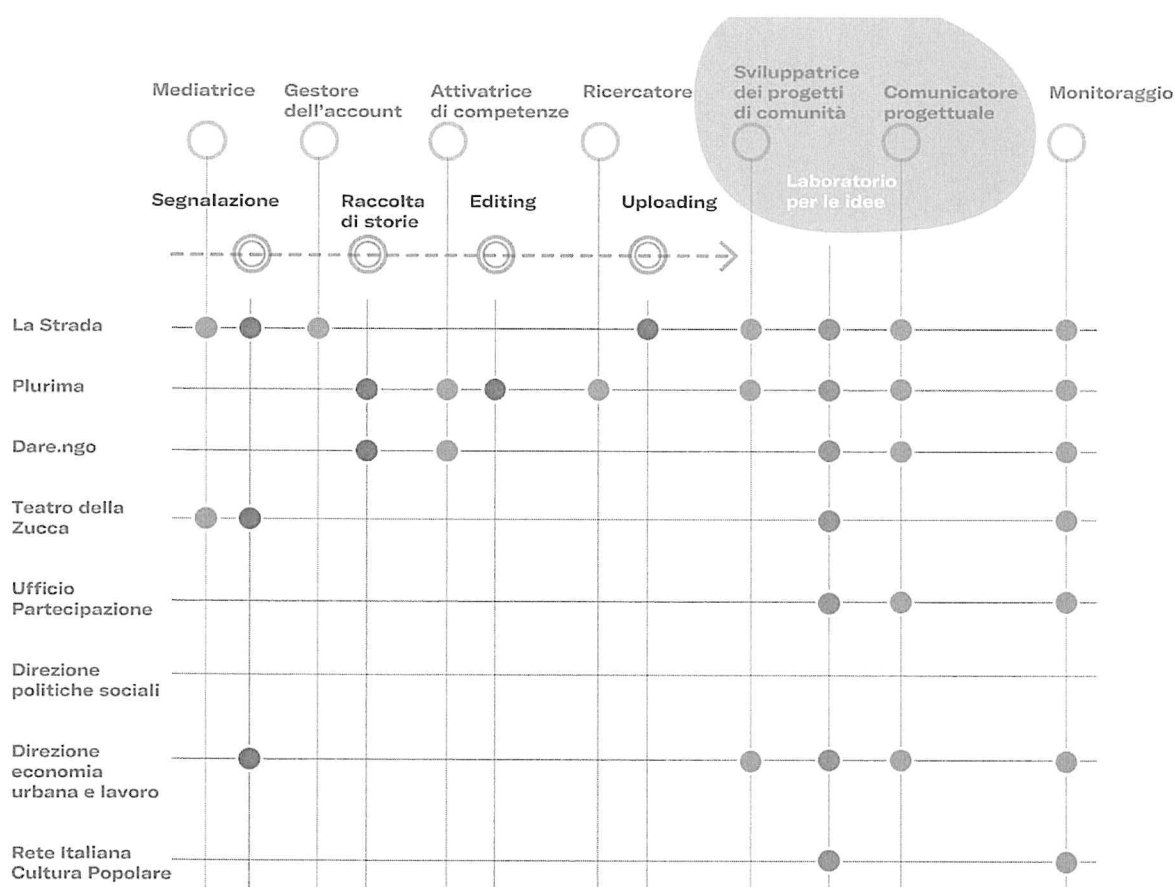 Mediatrice
Gestore
dell'account
Attivatrice
di competenze
Ricercatore
Sviluppatrice
dei progetti
di comunità
Comunicatore
progettuale
Monitoraggio
Segnalazione
Raccolta
di storie
Editing
Uploading
Laboratorio
per le idee
La Strada
Plurima
Dare.ngo
Teatro della
Zucca
Ufficio
Partecipazione
Direzione
politiche sociali
Direzione
economia
urbana e lavoro
Rete Italiana
Cultura Popolare